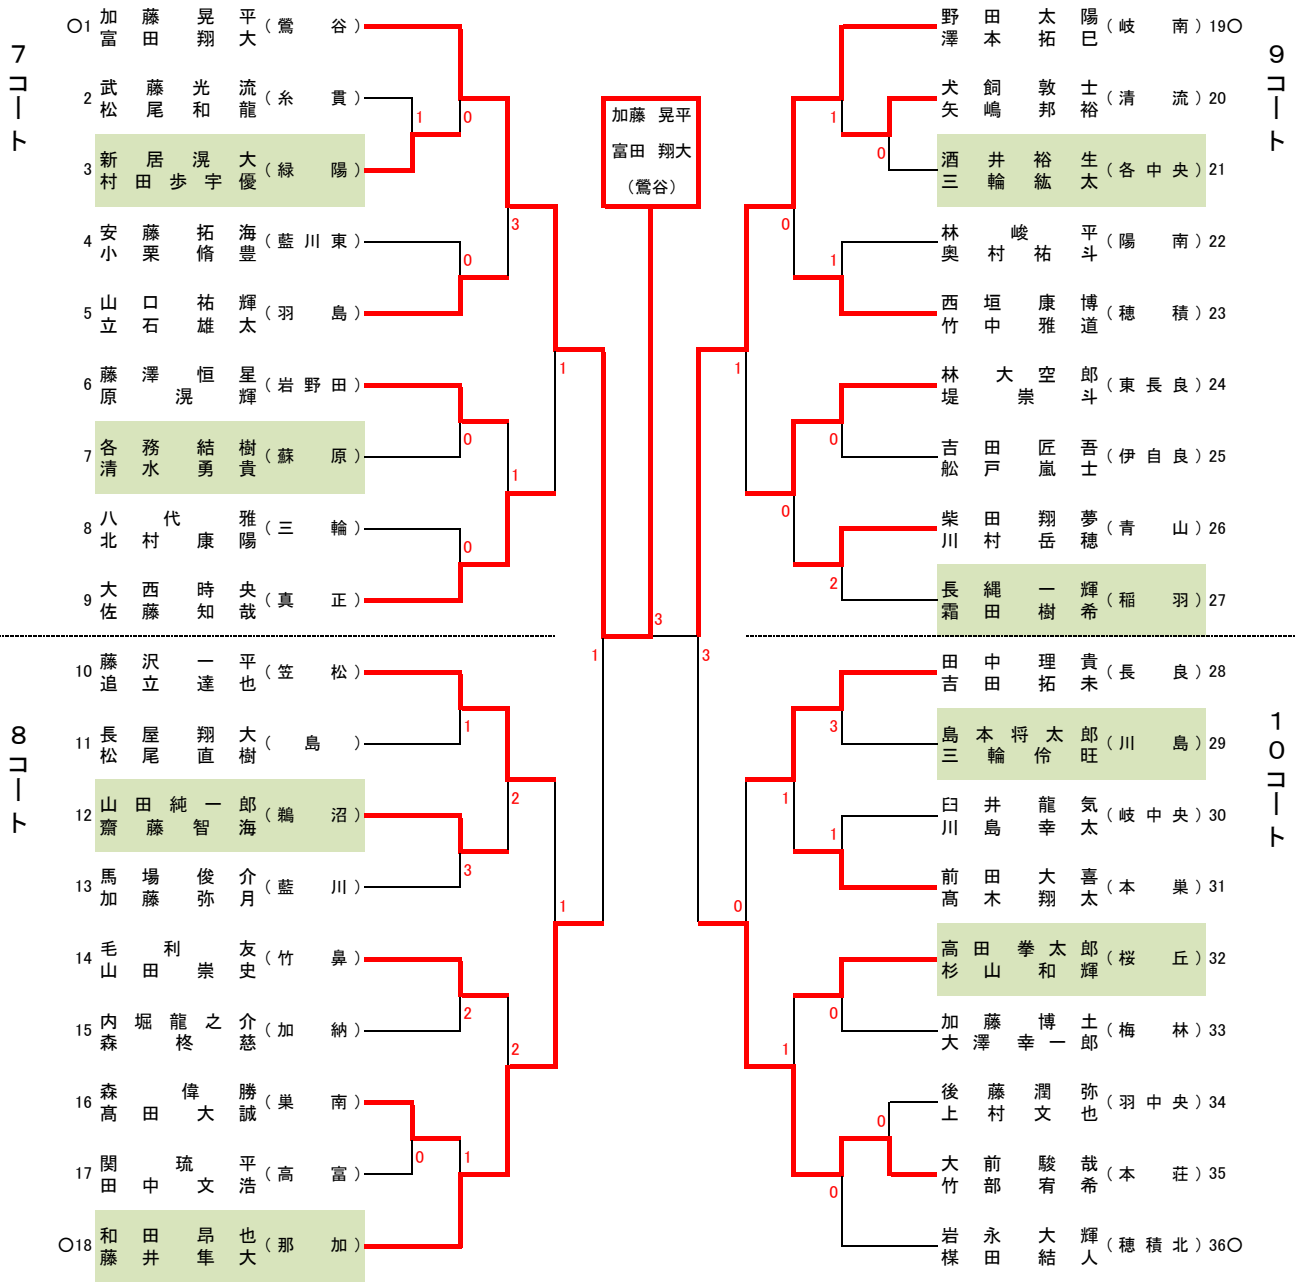 7コート
○1 加藤晃平 富田翔大 (鶯谷)
2 武藤光流 松尾和龍 (糸貫)
3 新居滉大 村田歩宇優 (緑陽)
4 安藤拓海 小栗脩豊 (藍川東)
5 山口祐輝 立石雄太 (羽島)
6 藤澤恒星 原滉輝 (岩野田)
7 各務結樹 清水勇貴 (蘇原)
8 八代雅 北村康陽 (三輪)
9 大西時央 佐藤知哉 (真正)
8コート
10 藤沢一平 追立達也 (笠松)
11 長屋翔大 松尾直樹 (島)
12 山田純一郎 齋藤智海 (鵜沼)
13 馬場俊介 加藤弥月 (藍川)
14 毛利友 山田崇史 (竹鼻)
15 内堀龍之介 森柊慈 (加納)
16 森偉勝 髙田大誠 (巣南)
17 関琉平 田中文浩 (高富)
○18 和田昂也 藤井隼大 (那加)
1
0
0
3
0
1
1
0
1
1
3
2
1
2
2
0
1
加藤 晃平
富田 翔大
(鶯谷)
3
1
3
9コート
野田太陽 澤本拓巳 (岐南) 19○
犬飼敦士 矢嶋邦裕 (清流) 20
酒井裕生 三輪紘太 (各中央) 21
林峻平 奥村祐斗 (陽南) 22
西垣康博 竹中雅道 (穂積) 23
林大空郎 堤崇斗 (東長良) 24
吉田匠吾 舩戸嵐士 (伊自良) 25
柴田翔夢 川村岳穂 (青山) 26
長縄一輝 霜田樹希 (稲羽) 27
10コート
田中理貴 吉田拓未 (長良) 28
島本将太郎 三輪伶旺 (川島) 29
臼井龍気 川島幸太 (岐中央) 30
前田大喜 髙木翔太 (本巣) 31
高田拳太郎 杉山和輝 (桜丘) 32
加藤博土 大澤幸一郎 (梅林) 33
後藤潤弥 上村文也 (羽中央) 34
大前駿哉 竹部宥希 (本荘) 35
岩永大輝 楳田結人 (穂積北) 36○
1
0
0
1
1
0
0
2
3
1
1
0
0
1
0
0